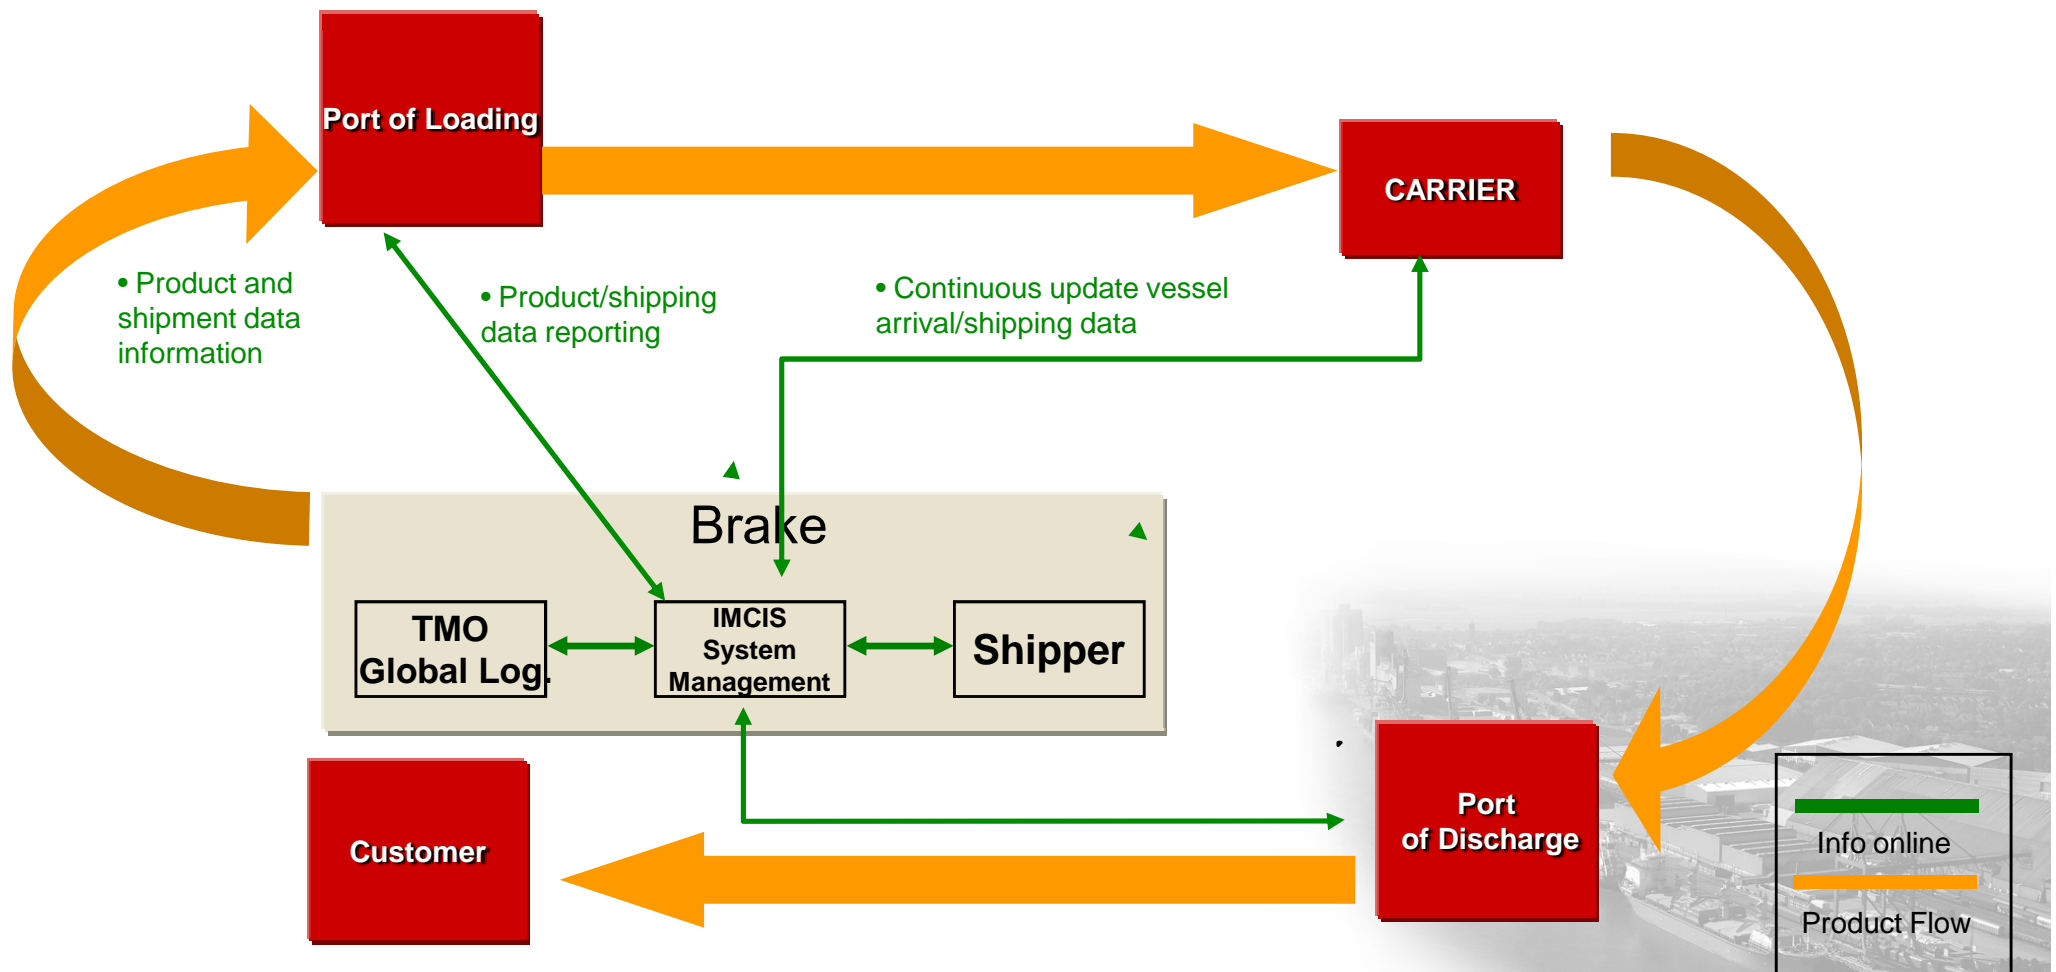 Port of Loading
CARRIER
• Product and
shipment data
information
• Product/shipping
data reporting
• Continuous update vessel
arrival/shipping data
Brake
TMO
Global Log.
IMCIS
System
Management
Shipper
Customer
Port
of Discharge
Info online
Product Flow